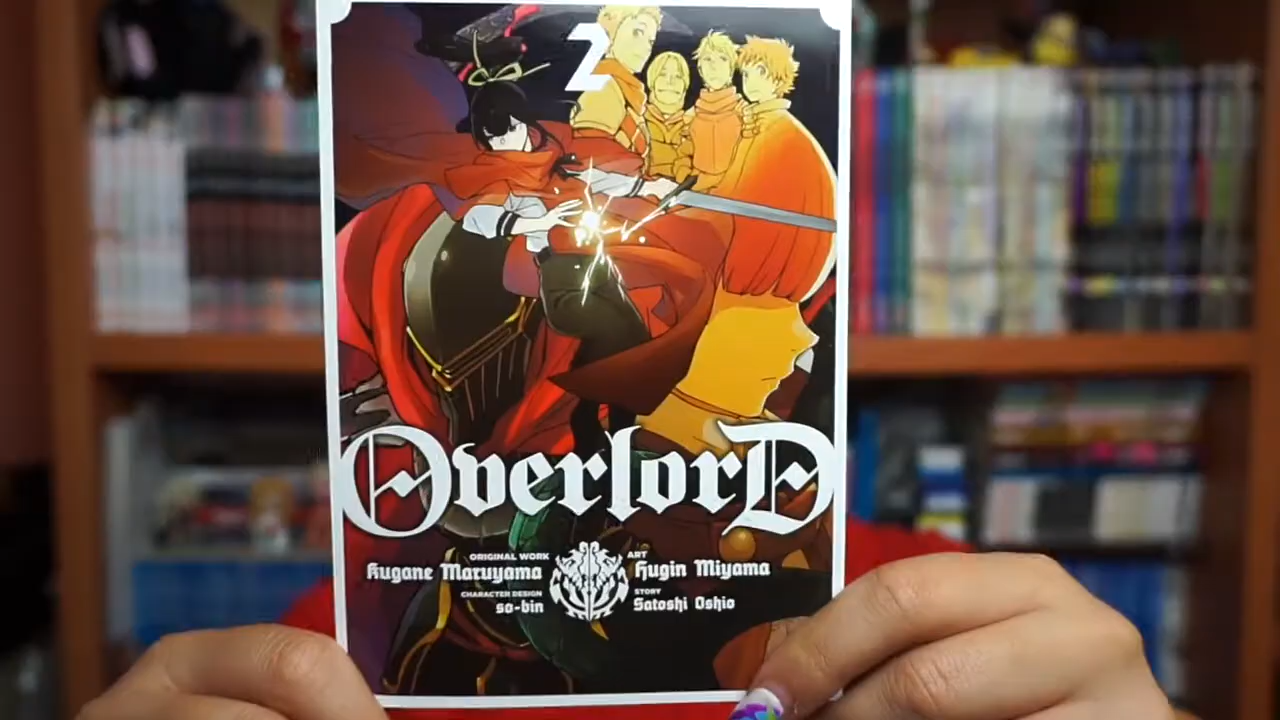 2
Overlord
ORIGINAL WORK
Kugane Maruyama
ART
Hugin Miyama
CHARACTER DESIGN
so-bin
STORY
Satoshi Oshio